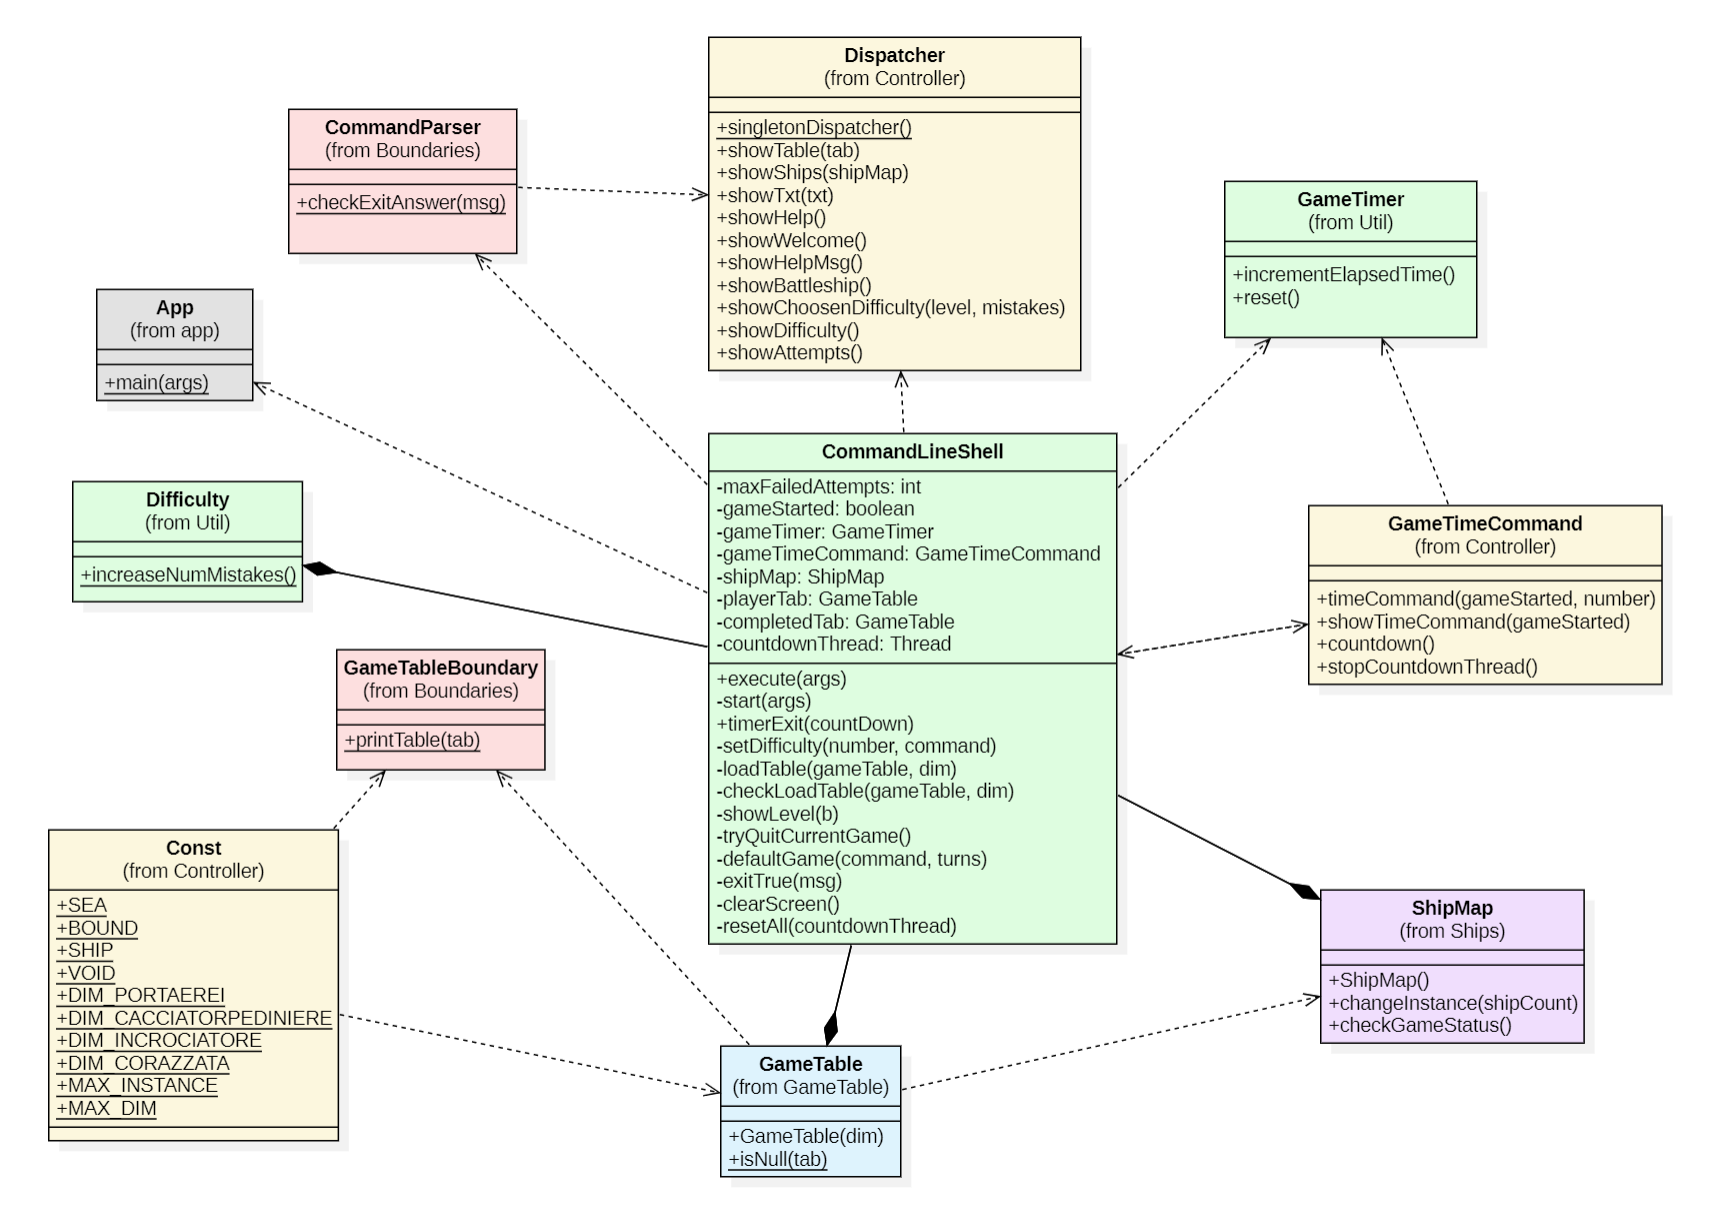 Dispatcher
(from Controller)
+singletonDispatcher()
+showTable(tab)
+showShips(shipMap)
+showTxt(txt)
+showHelp()
+showWelcome()
+showHelpMsg()
+showBattleship()
+showChoosenDifficulty(level, mistakes)
+showDifficulty()
+showAttempts()
CommandParser
(from Boundaries)
+checkExitAnswer(msg)
GameTimer
(from Util)
+incrementElapsedTime()
+reset()
App
(from app)
+main(args)
CommandLineShell
-maxFailedAttempts: int
-gameStarted: boolean
-gameTimer: GameTimer
-gameTimeCommand: GameTimeCommand
-shipMap: ShipMap
-playerTab: GameTable
-completedTab: GameTable
-countdownThread: Thread
+execute(args)
-start(args)
+timerExit(countDown)
-setDifficulty(number, command)
-loadTable(gameTable, dim)
-checkLoadTable(gameTable, dim)
-showLevel(b)
-tryQuitCurrentGame()
-defaultGame(command, turns)
-exitTrue(msg)
-clearScreen()
-resetAll(countdownThread)
Difficulty
(from Util)
+increaseNumMistakes()
GameTimeCommand
(from Controller)
+timeCommand(gameStarted, number)
+showTimeCommand(gameStarted)
+countdown()
+stopCountdownThread()
GameTableBoundary
(from Boundaries)
+printTable(tab)
Const
(from Controller)
+SEA
+BOUND
+SHIP
+VOID
+DIM_PORTAEREI
+DIM_CACCIATORPEDINIERE
+DIM_INCROCIATORE
+DIM_CORAZZATA
+MAX_INSTANCE
+MAX_DIM
ShipMap
(from Ships)
+ShipMap()
+changeInstance(shipCount)
+checkGameStatus()
GameTable
(from GameTable)
+GameTable(dim)
+isNull(tab)